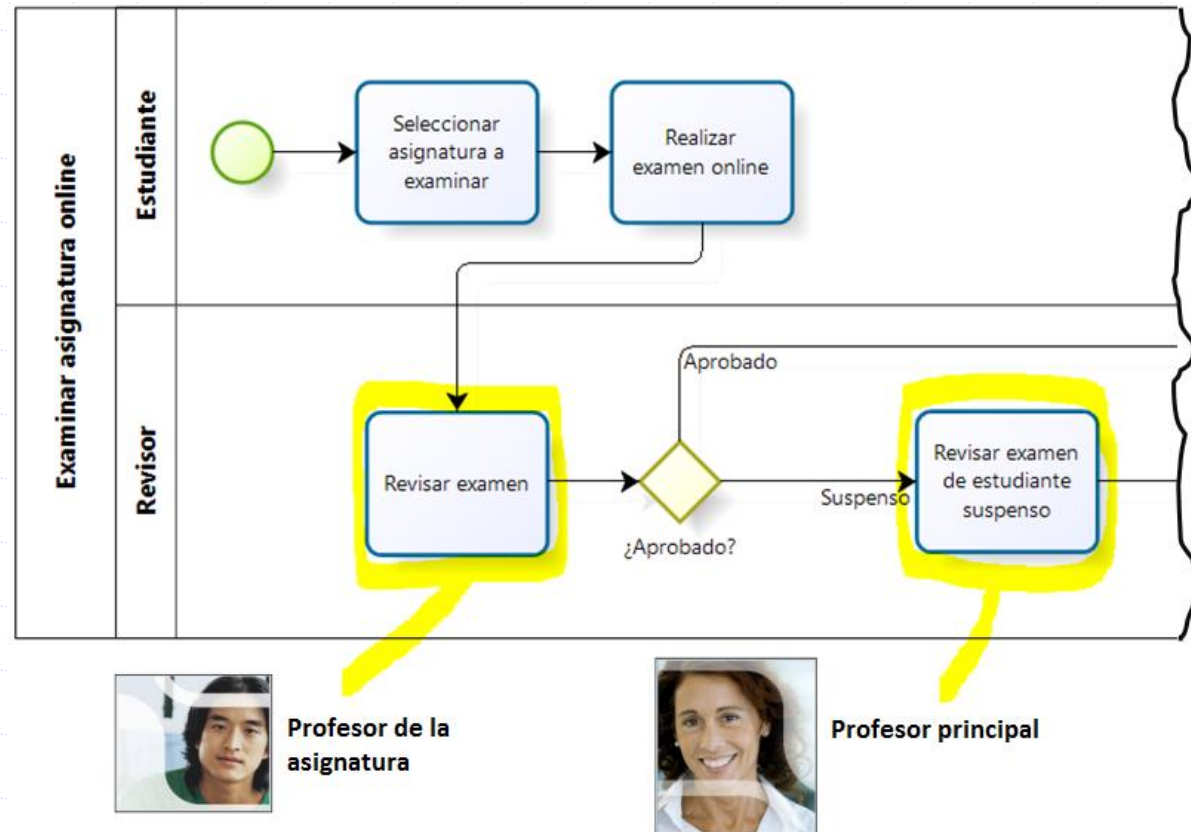 Examinar asignatura online
Estudiante
Seleccionar
asignatura a
examinar
Realizar
examen online
Revisor
Revisar examen
Aprobado
¿Aprobado?
Suspenso
Revisar examen
de estudiante
suspenso
Profesor de la
asignatura
Profesor principal